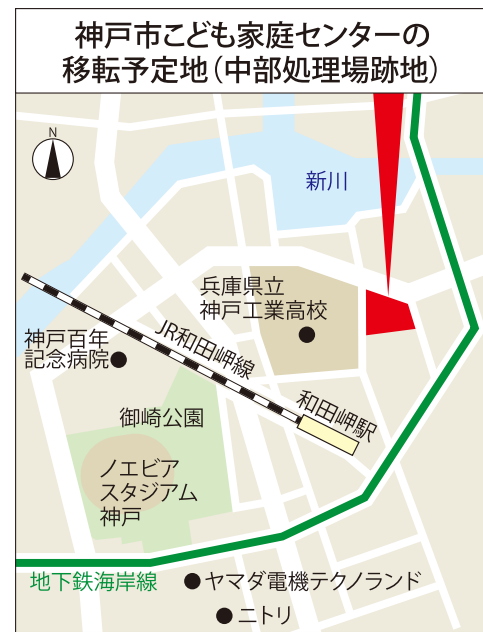 神戸市こども家庭センターの
移転予定地(中部処理場跡地)
N
新川
兵庫県立
神戸工業高校
JR和田岬線
神戸百年
記念病院
和田岬駅
御崎公園
ノエビア
スタジアム
神戸
地下鉄海岸線
ヤマダ電機テクノランド
ニトリ